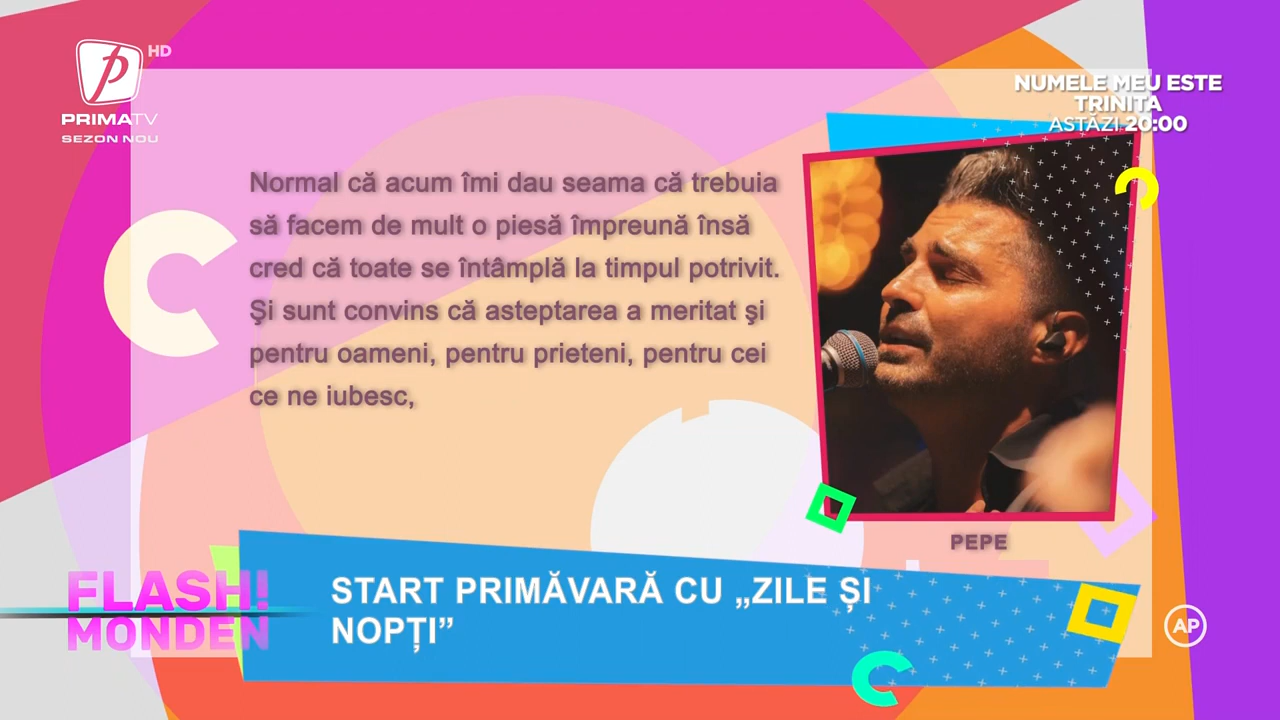 HD
PRIMATV
SEZON NOU
NUMELE MEU ESTE
TRINITA
ASTĂZI 20:00
Normal că acum îmi dau seama că trebuia
să facem de mult o piesă împreună însă
cred că toate se întâmplă la timpul potrivit.
Şi sunt convins că asteptarea a meritat şi
pentru oameni, pentru prieteni, pentru cei
ce ne iubesc,
PEPE
START PRIMĂVARĂ CU „ZILE ȘI
NOPȚI”
FLASH!
MONDEN
AP